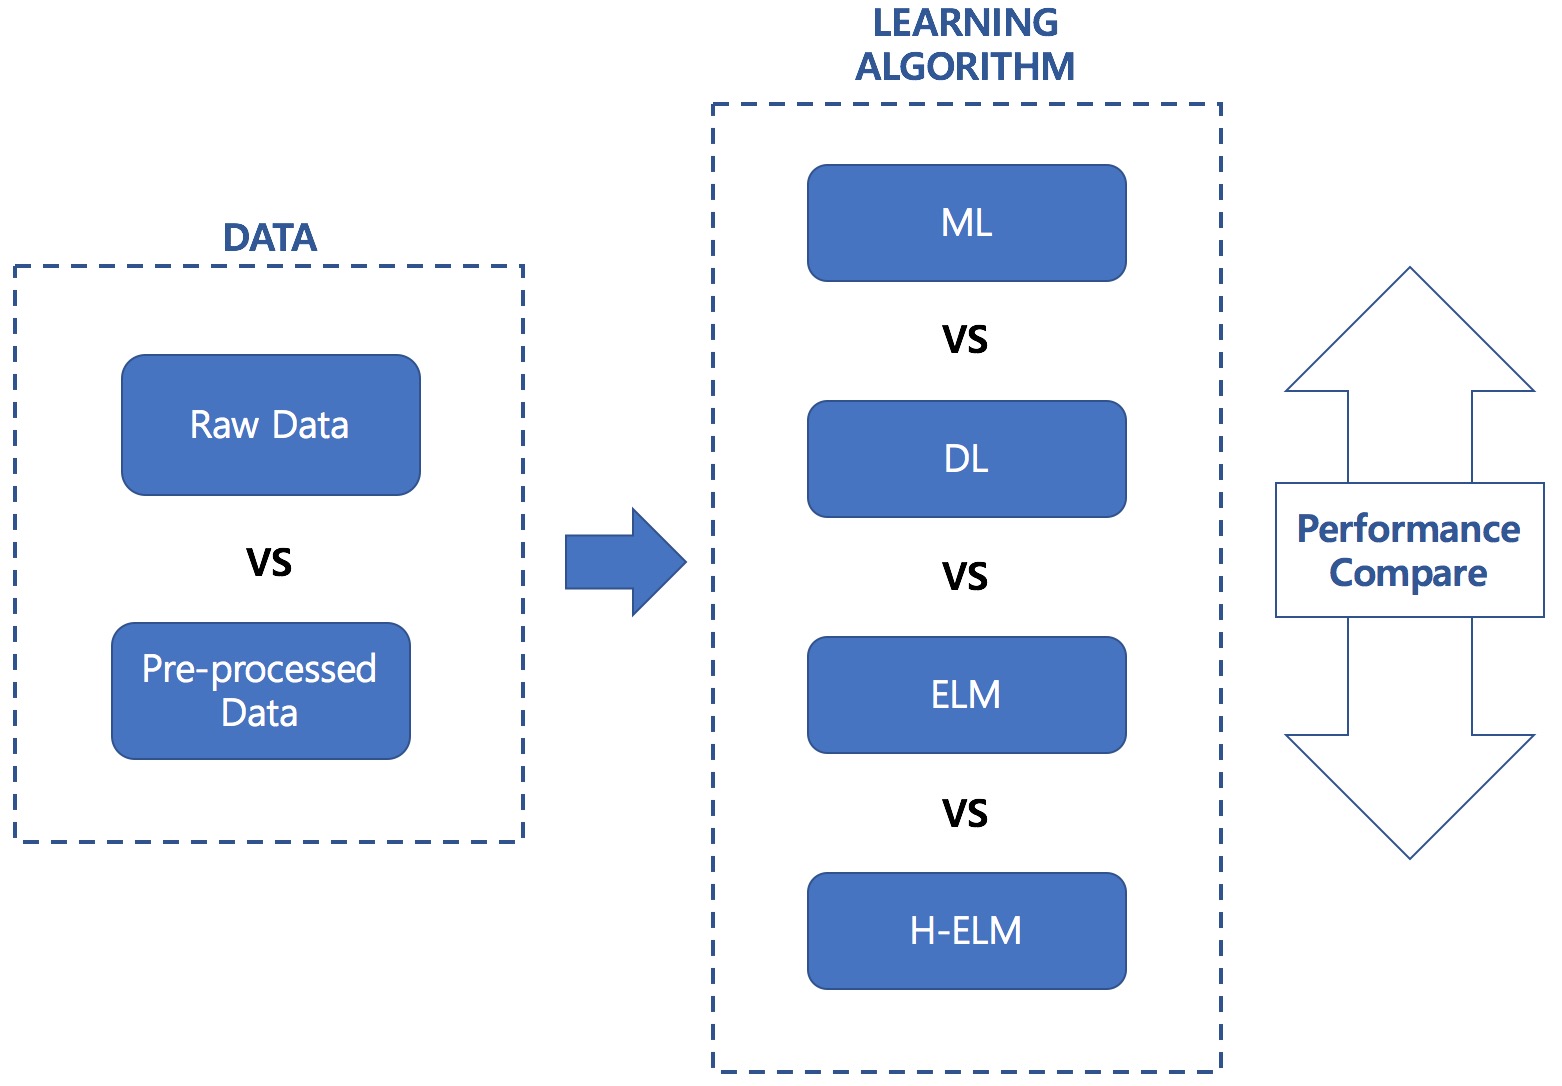 DATA
Raw Data
VS
Pre-processed
Data
LEARNING
ALGORITHM
ML
VS
DL
VS
ELM
VS
H-ELM
Performance
Compare